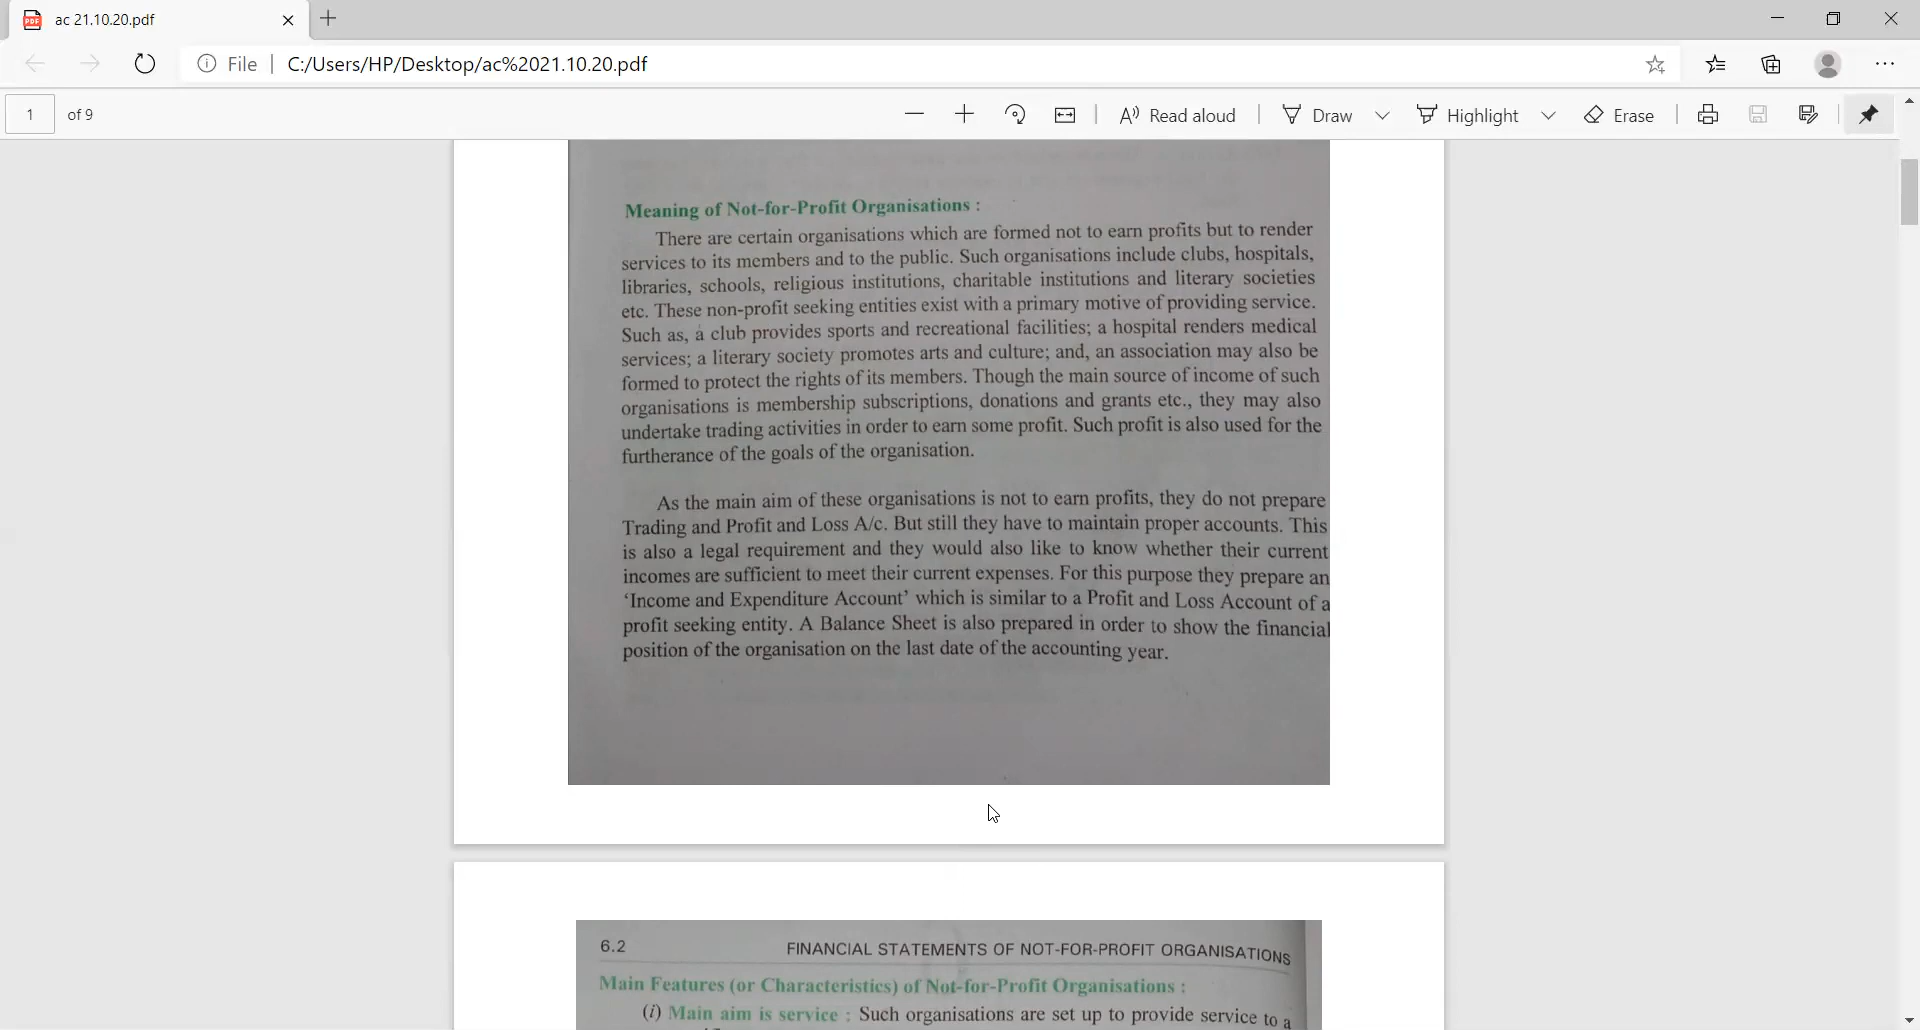 ac 21.10.20.pdf
File | C:/Users/HP/Desktop/ac%2021.10.20.pdf
1 of 9 Read aloud Draw Highlight Erase
Meaning of Not-for-Profit Organisations :
There are certain organisations which are formed not to earn profits but to render
services to its members and to the public. Such organisations include clubs, hospitals,
libraries, schools, religious institutions, charitable institutions and literary societies
etc. These non-profit seeking entities exist with a primary motive of providing service.
Such as, a club provides sports and recreational facilities; a hospital renders medical
services; a literary society promotes arts and culture; and, an association may also be
formed to protect the rights of its members. Though the main source of income of such
organisations is membership subscriptions, donations and grants etc., they may also
undertake trading activities in order to earn some profit. Such profit is also used for the
furtherance of the goals of the organisation.
As the main aim of these organisations is not to earn profits, they do not prepare
Trading and Profit and Loss A/c. But still they have to maintain proper accounts. This
is also a legal requirement and they would also like to know whether their current
incomes are sufficient to meet their current expenses. For this purpose they prepare an
‘Income and Expenditure Account’ which is similar to a Profit and Loss Account of a
profit seeking entity. A Balance Sheet is also prepared in order to show the financial
position of the organisation on the last date of the accounting year.
6.2 FINANCIAL STATEMENTS OF NOT-FOR-PROFIT ORGANISATIONS
Main Features (or Characteristics) of Not-for-Profit Organisations :
(i) Main aim is service : Such organisations are set up to provide service to a